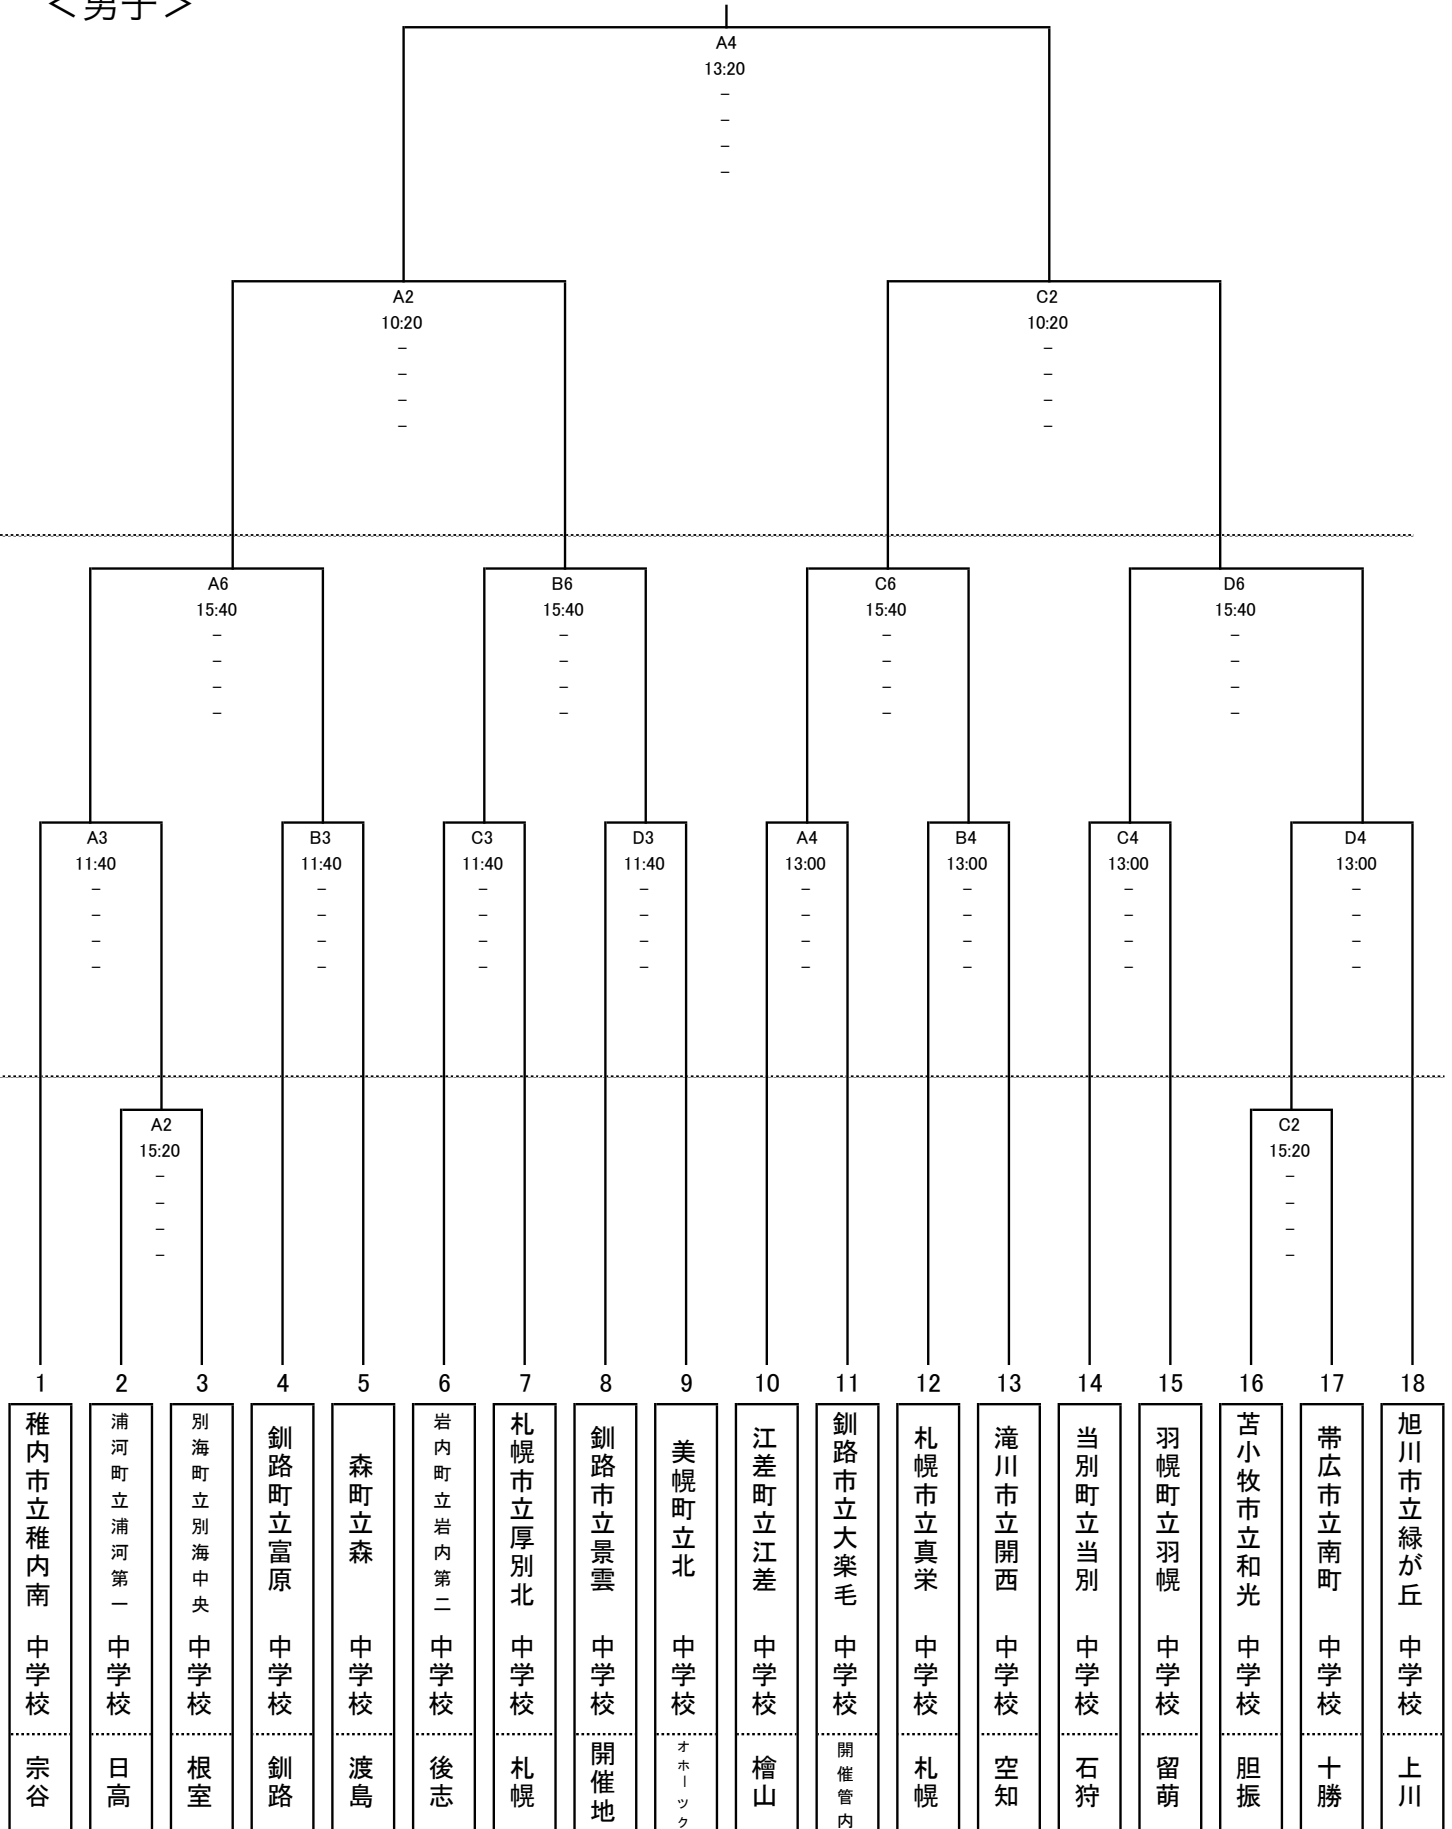 ＜男子＞
A4
13:20
−
−
−
−
A2
10:20
−
−
−
−
C2
10:20
−
−
−
−
A6
15:40
−
−
−
−
B6
15:40
−
−
−
−
C6
15:40
−
−
−
−
D6
15:40
−
−
−
−
A3
11:40
−
−
−
−
B3
11:40
−
−
−
−
C3
11:40
−
−
−
−
D3
11:40
−
−
−
−
A4
13:00
−
−
−
−
B4
13:00
−
−
−
−
C4
13:00
−
−
−
−
D4
13:00
−
−
−
−
A2
15:20
−
−
−
−
C2
15:20
−
−
−
−
1
稚内市立稚内南 中学校
宗谷
2
浦河町立浦河第一 中学校
日高
3
別海町立別海中央 中学校
根室
4
釧路町立富原 中学校
釧路
5
森町立森 中学校
渡島
6
岩内町立岩内第二 中学校
後志
7
札幌市立厚別北 中学校
札幌
8
釧路市立景雲 中学校
開催地
9
美幌町立北 中学校
オホーツク
10
江差町立江差 中学校
檜山
11
釧路市立大楽毛 中学校
開催管内
12
札幌市立真栄 中学校
札幌
13
滝川市立開西 中学校
空知
14
当別町立当別 中学校
石狩
15
羽幌町立羽幌 中学校
留萌
16
苫小牧市立和光 中学校
胆振
17
帯広市立南町 中学校
十勝
18
旭川市立緑が丘 中学校
上川